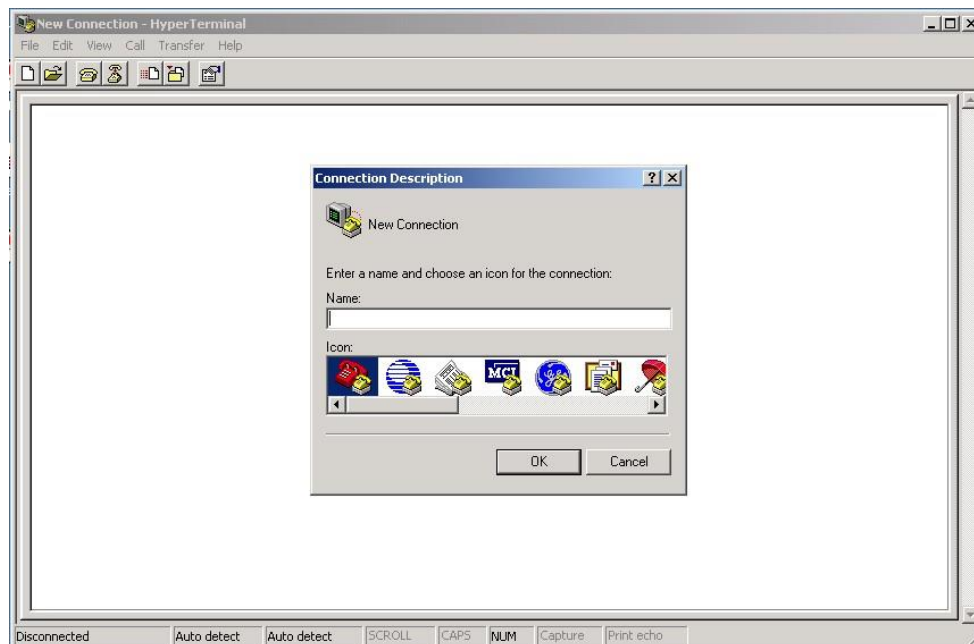 New Connection - HyperTerminal
File Edit View Call Transfer Help
Connection Description
New Connection
Enter a name and choose an icon for the connection:
Name:
Icon:
MCI
OK Cancel
Disconnected Auto detect Auto detect SCROLL CAPS NUM Capture Print echo